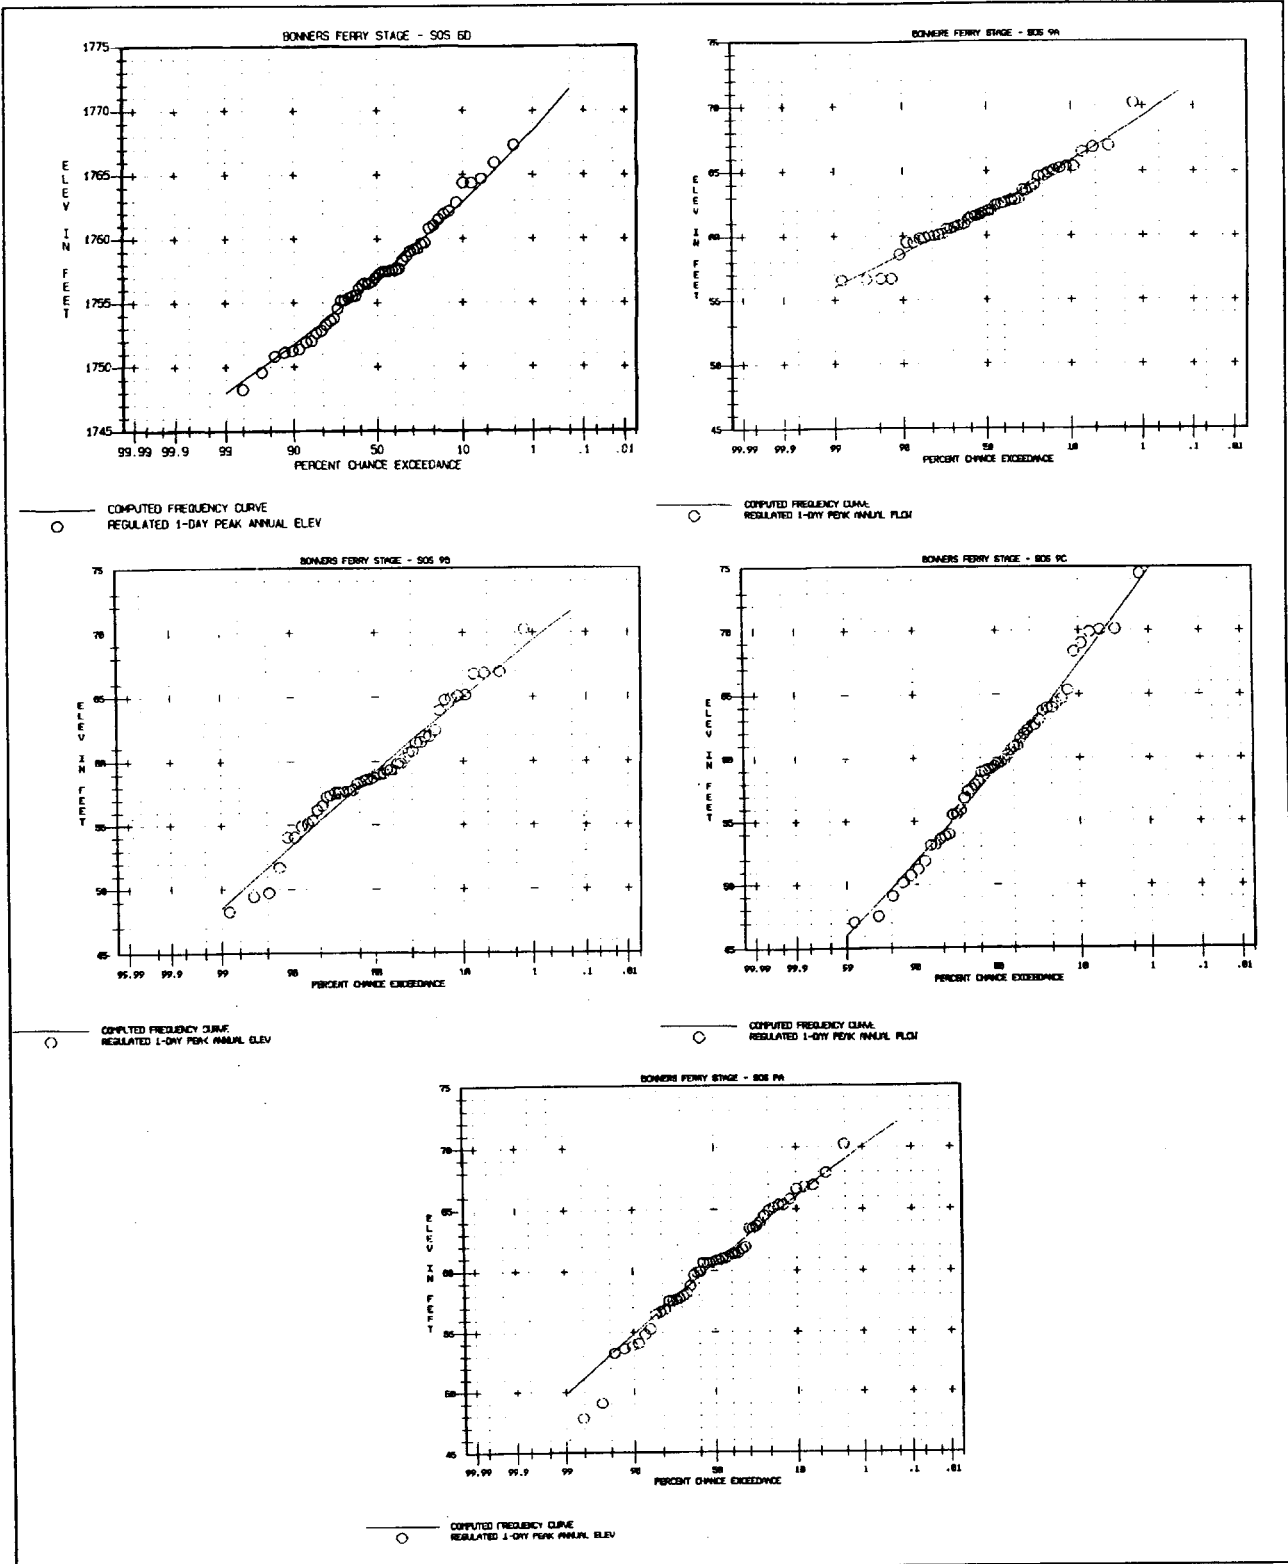 BONNERS FERRY STAGE - SOS 6D
1775
1770
1765
1760
1755
1750
1745
ELEV IN FEET
99.99 99.9 99 90 50 10 1 .1 .01
PERCENT CHANCE EXCEEDANCE
COMPUTED FREQUENCY CURVE
REGULATED 1-DAY PEAK ANNUAL ELEV
BONNERS FERRY STAGE - SOS 9A
75
70
65
60
55
50
45
ELEV IN FEET
99.99 99.9 99 90 50 10 1 .1 .01
PERCENT CHANCE EXCEEDANCE
COMPUTED FREQUENCY CURVE
REGULATED 1-DAY PEAK ANNUAL FLOW
BONNERS FERRY STAGE - SOS 9B
75
70
65
60
55
50
45
ELEV IN FEET
99.99 99.9 99 90 50 10 1 .1 .01
PERCENT CHANCE EXCEEDANCE
COMPUTED FREQUENCY CURVE
REGULATED 1-DAY PEAK ANNUAL ELEV
BONNERS FERRY STAGE - SOS 9C
75
70
65
60
55
50
45
ELEV IN FEET
99.99 99.9 99 90 50 10 1 .1 .01
PERCENT CHANCE EXCEEDANCE
COMPUTED FREQUENCY CURVE
REGULATED 1-DAY PEAK ANNUAL FLOW
BONNERS FERRY STAGE - SOS PA
75
70
65
60
55
50
45
ELEV IN FEET
99.99 99.9 99 90 50 10 1 .1 .01
PERCENT CHANCE EXCEEDANCE
COMPUTED FREQUENCY CURVE
REGULATED 1-DAY PEAK ANNUAL ELEV